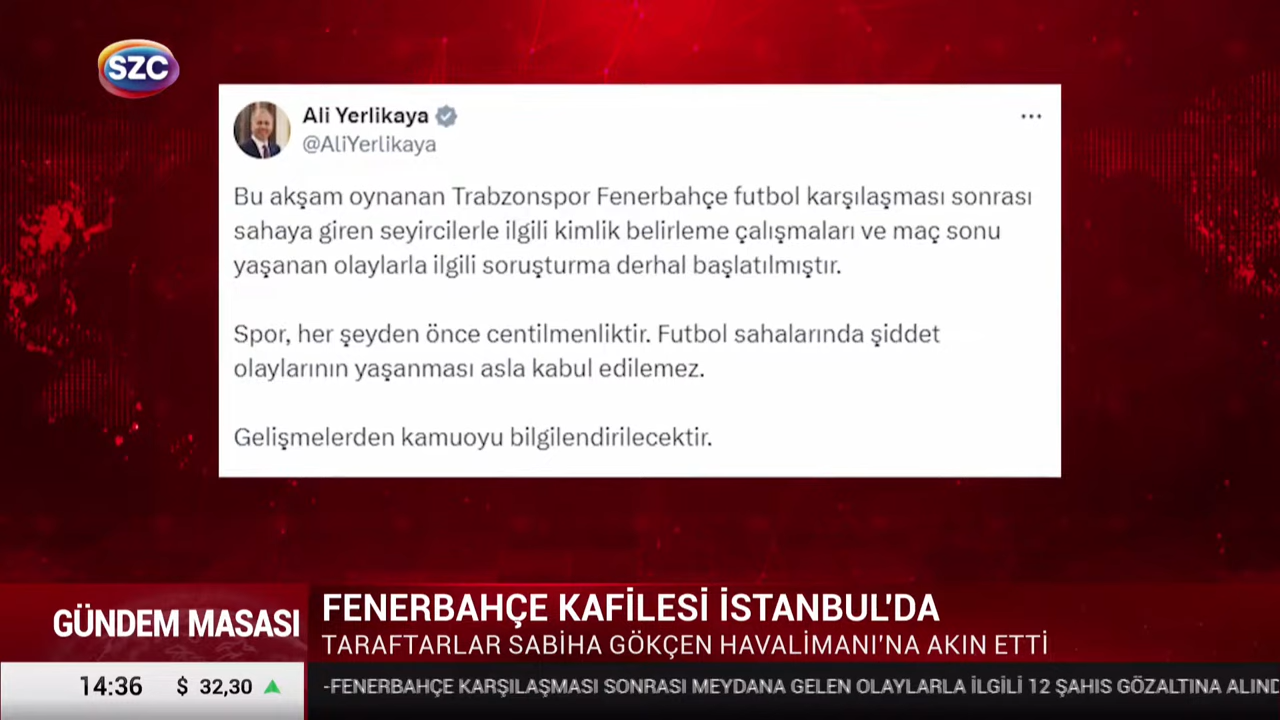 SZC
Ali Yerlikaya
@AliYerlikaya
Bu akşam oynanan Trabzonspor Fenerbahçe futbol karşılaşması sonrası
sahaya giren seyircilerle ilgili kimlik belirleme çalışmaları ve maç sonu
yaşanan olaylarla ilgili soruşturma derhal başlatılmıştır.
Spor, her şeyden önce centilmenliktir. Futbol sahalarında şiddet
olaylarının yaşanması asla kabul edilemez.
Gelişmelerden kamuoyu bilgilendirilecektir.
GÜNDEM MASASI
FENERBAHÇE KAFİLESİ İSTANBUL'DA
TARAFTARLAR SABİHA GÖKÇEN HAVALİMANI'NA AKIN ETTİ
14:36 $ 32,30
-FENERBAHÇE KARŞILAŞMASI SONRASI MEYDANA GELEN OLAYLARLA İLGİLİ 12 ŞAHIS GÖZALTINA ALIND